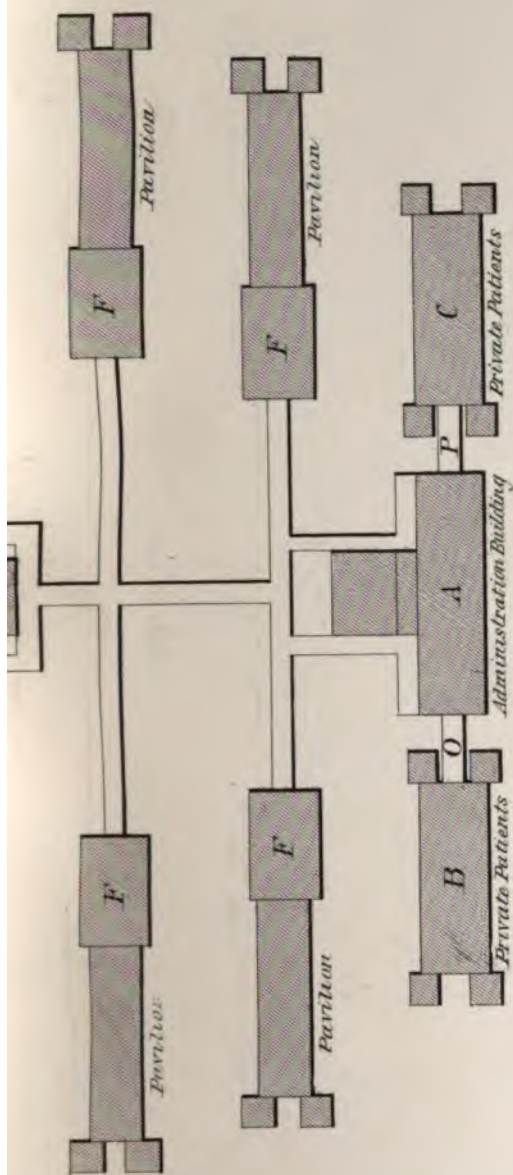 F
Pavilion
F
Pavilion
F
Pavilion
F
Pavilion
B
Private Patients
O
A
Administration Building
P
C
Private Patients